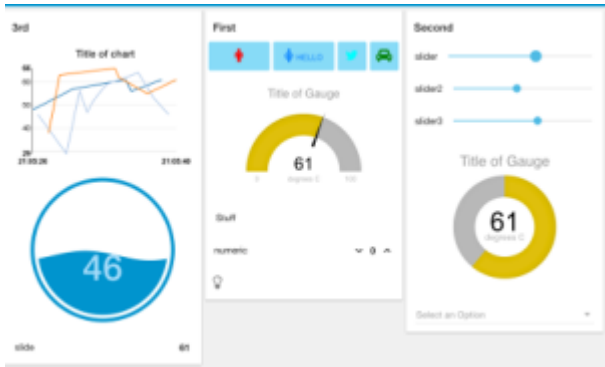 3rd
Title of chart
60
50
40
21:05:26
21:05:40
46
slide
61
First
HELLO
Title of Gauge
61
0
degrees C
100
Stuff
numeric
0
Second
slider
slider2
slider3
Title of Gauge
61
degrees C
Select an Option